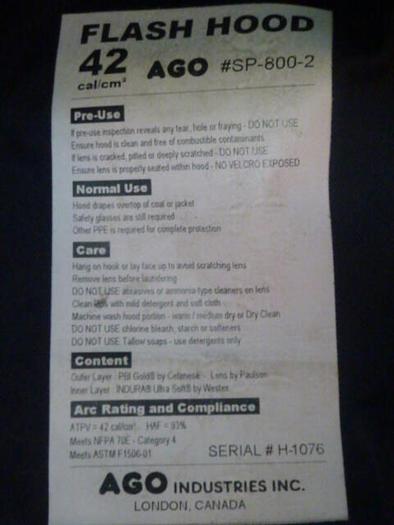 FLASH HOOD
42 AGO #SP-800-2
cal/cm²
Pre-Use
If pre-use inspection reveals any tear, hole or fraying - DO NOT USE
Ensure hood is clean and free of combustible contaminants
If lens is cracked, pitted or deeply scratched - DO NOT USE
Ensure lens is properly seated within hood - NO VELCRO EXPOSED
Normal Use
Hood drapes overtop of coat or jacket
Safety glasses are still required
Other PPE is required for complete protection
Care
Hang on hook or lay face up to avoid scratching lens
Remove lens before laundering
DO NOT USE abrasives or ammonia-type cleaners on lens
Clean with mild detergent and soft cloth
Machine wash hood portion - warm / medium dry or Dry Clean
DO NOT USE chlorine bleach, starch or softeners
DO NOT USE Tallow soaps - use detergents only
Content
Outer Layer : PBI Gold® by Celanese - Lens by Paulson
Inner Layer : INDURA® Ultra Soft® by Westex
Arc Rating and Compliance
ATPV = 42 cal/cm² HAF = 93%
Meets NFPA 70E - Category 4
Meets ASTM F1506-01
SERIAL # H-1076
AGO INDUSTRIES INC.
LONDON, CANADA